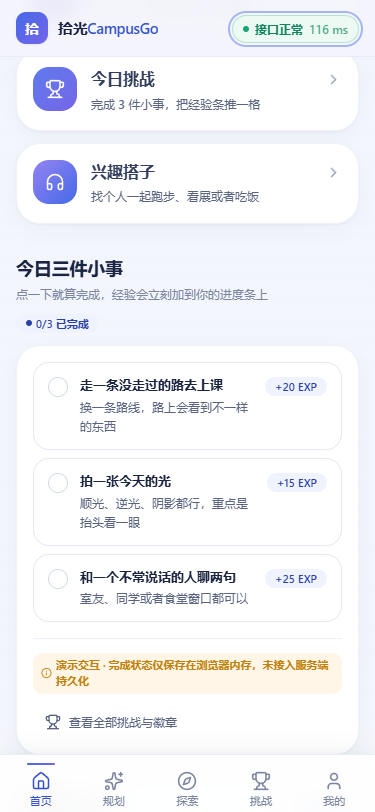 拾 拾光CampusGo 接口正常 116 ms
今日挑战
完成 3 件小事，把经验条推一格
兴趣搭子
找个人一起跑步、看展或者吃饭
今日三件小事
点一下就算完成，经验会立刻加到你的进度条上
0/3 已完成
走一条没走过的路去上课 +20 EXP
换一条路线，路上会看到不一样
的东西
拍一张今天的光 +15 EXP
顺光、逆光、阴影都行，重点是
抬头看一眼
和一个不常说话的人聊两句 +25 EXP
室友、同学或者食堂窗口都可以
演示交互 · 完成状态仅保存在浏览器内存，未接入服务端
持久化
查看全部挑战与徽章
首页 规划 探索 挑战 我的